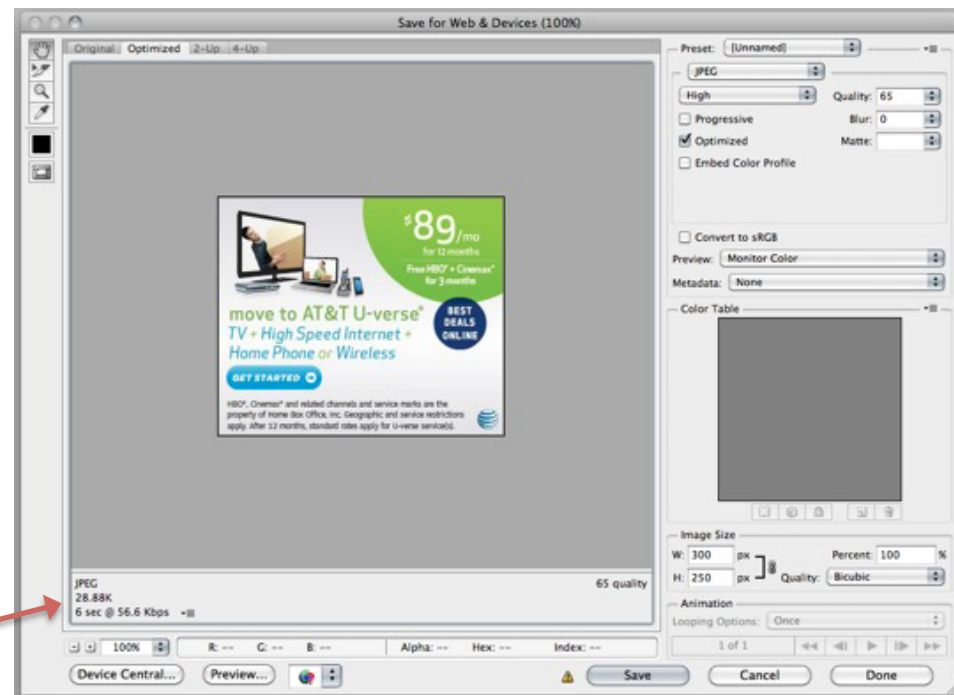 Save for Web & Devices (100%)
Original Optimized 2-Up 4-Up
$89/mo
for 12 months
Free HBO® + Cinemax®
for 3 months
move to AT&T U-verse®
TV + High Speed Internet +
Home Phone or Wireless
BEST
DEALS
ONLINE
GET STARTED
HBO®, Cinemax® and related channels and service marks are the
property of Home Box Office, Inc. Geographic and service restrictions
apply. After 12 months, standard rates apply for U-verse service(s).
JPEG
28.88K
6 sec @ 56.6 Kbps
65 quality
100% R: -- G: -- B: -- Alpha: -- Hex: -- Index: --
Device Central... Preview... Save Cancel Done
Preset: [Unnamed]
JPEG
High Quality: 65
Progressive Blur: 0
Optimized Matte:
Embed Color Profile
Convert to sRGB
Preview: Monitor Color
Metadata: None
Color Table
Image Size
W: 300 px Percent: 100 %
H: 250 px Quality: Bicubic
Animation
Looping Options: Once
1 of 1